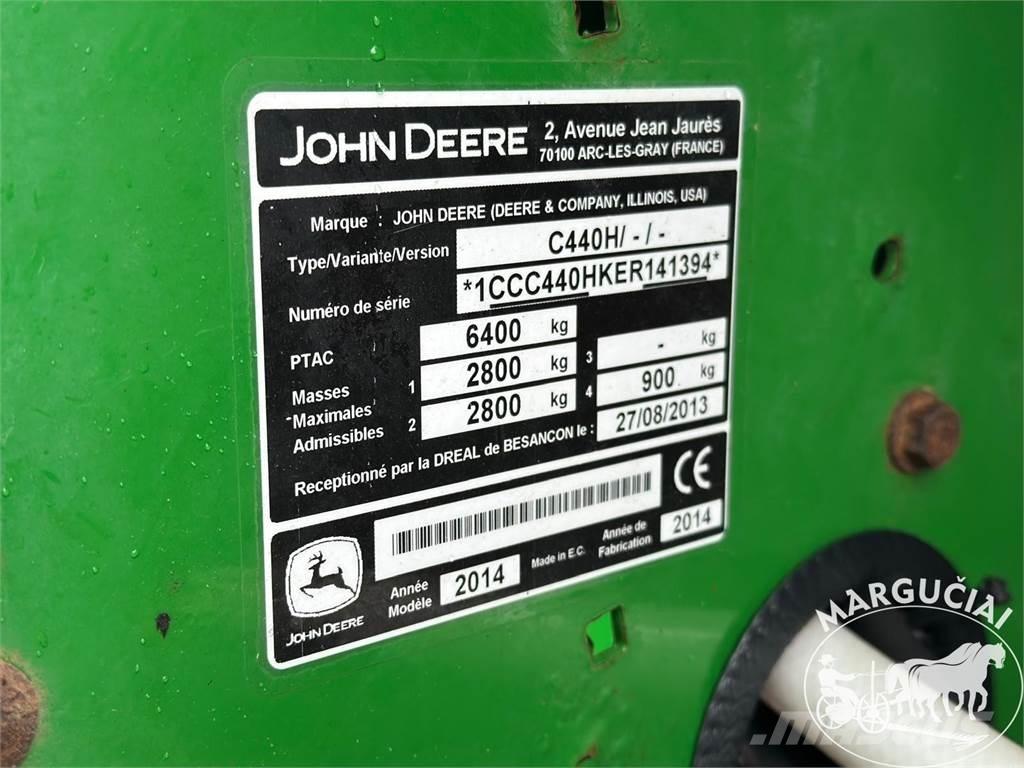 JOHN DEERE
2, Avenue Jean Jaurès
70100 ARC-LES-GRAY (FRANCE)
Marque : JOHN DEERE (DEERE & COMPANY, ILLINOIS, USA)
Type/Variante/Version C440H/ - / -
Numéro de série *1CCC440HKER141394*
PTAC 6400 kg
Masses 1 2800 kg 3 - kg
-Maximales
Admissibles 2 2800 kg 4 900 kg
Receptionné par la DREAL de BESANCON le : 27/08/2013
CE
JOHN DEERE
Année Modèle 2014
Made in E.C.
Année de Fabrication 2014
MARGUČIAI